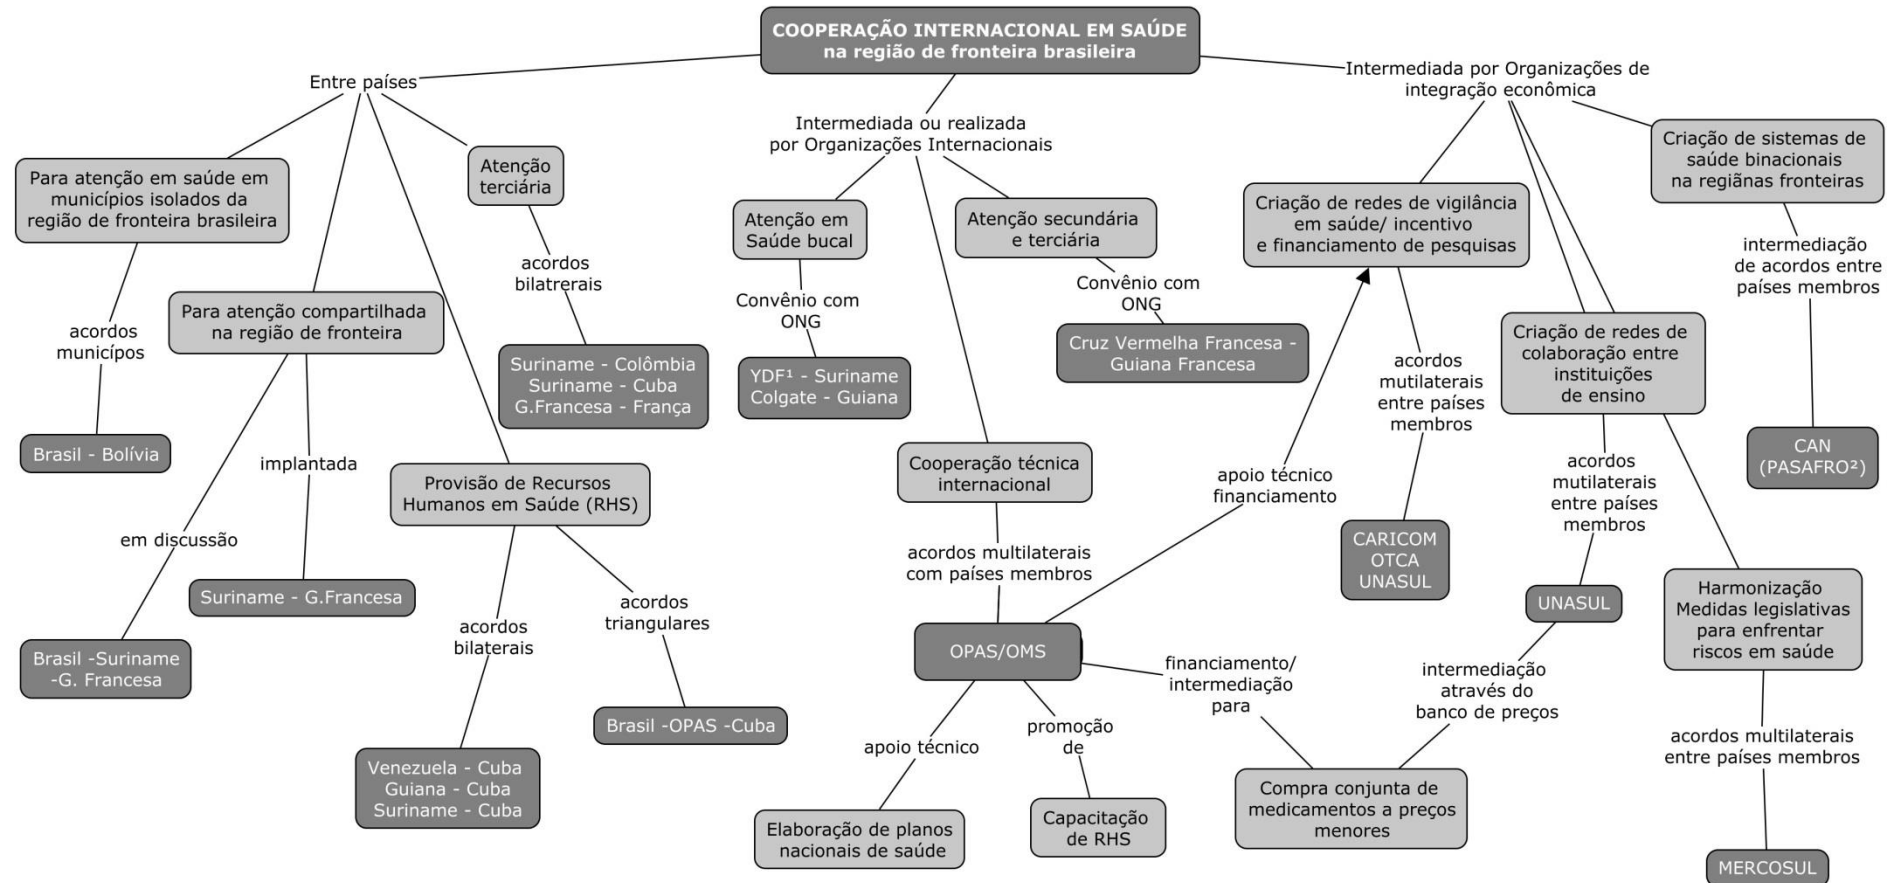 COOPERAÇÃO INTERNACIONAL EM SAÚDE
na região de fronteira brasileira
Entre países
Para atenção em saúde em
municípios isolados da
região de fronteira brasileira
acordos
municípos
Brasil - Bolívia
Para atenção compartilhada
na região de fronteira
em discussão
Brasil -Suriname
-G. Francesa
implantada
Suriname - G.Francesa
Provisão de Recursos
Humanos em Saúde (RHS)
acordos
bilaterais
Venezuela - Cuba
Guiana - Cuba
Suriname - Cuba
acordos
triangulares
Brasil -OPAS -Cuba
Atenção
terciária
acordos
bilatrerais
Suriname - Colômbia
Suriname - Cuba
G.Francesa - França
Intermediada ou realizada
por Organizações Internacionais
Atenção em
Saúde bucal
Convênio com
ONG
YDF¹ - Suriname
Colgate - Guiana
Cooperação técnica
internacional
acordos multilaterais
com países membros
OPAS/OMS
apoio técnico
Elaboração de planos
nacionais de saúde
promoção
de
Capacitação
de RHS
financiamento/
intermediação
para
Compra conjunta de
medicamentos a preços
menores
apoio técnico
financiamento
Atenção secundária
e terciária
Convênio com
ONG
Cruz Vermelha Francesa -
Guiana Francesa
Intermediada por Organizações de
integração econômica
Criação de redes de vigilância
em saúde/ incentivo
e financiamento de pesquisas
acordos
mutilaterais
entre países
membros
CARICOM
OTCA
UNASUL
Criação de redes de
colaboração entre
instituições
de ensino
acordos
mutilaterais
entre países
membros
UNASUL
intermediação
através do
banco de preços
Harmonização
Medidas legislativas
para enfrentar
riscos em saúde
acordos multilaterais
entre países membros
MERCOSUL
Criação de sistemas de
saúde binacionais
na regiãnas fronteiras
intermediação
de acordos entre
países membros
CAN
(PASAFRO²)